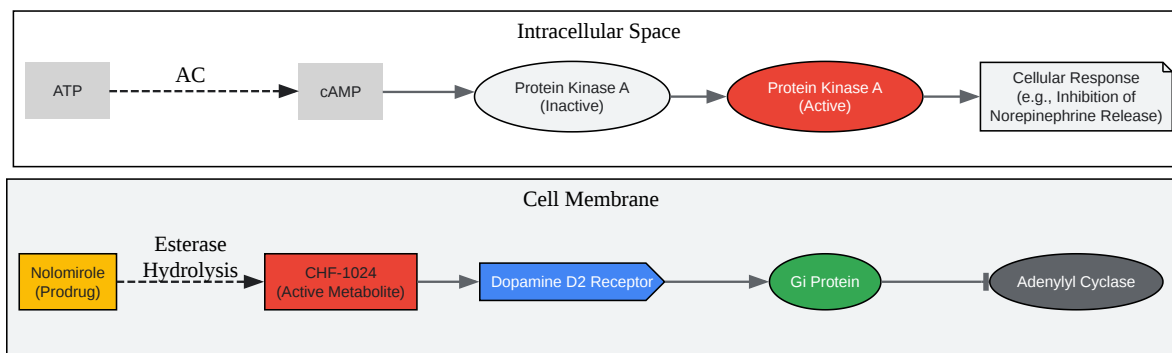 Intracellular Space
ATP
AC
cAMP
Protein Kinase A
(Inactive)
Protein Kinase A
(Active)
Cellular Response
(e.g., Inhibition of
Norepinephrine Release)
Cell Membrane
Nolomirole
(Prodrug)
Esterase
Hydrolysis
CHF-1024
(Active Metabolite)
Dopamine D2 Receptor
Gi Protein
Adenylyl Cyclase